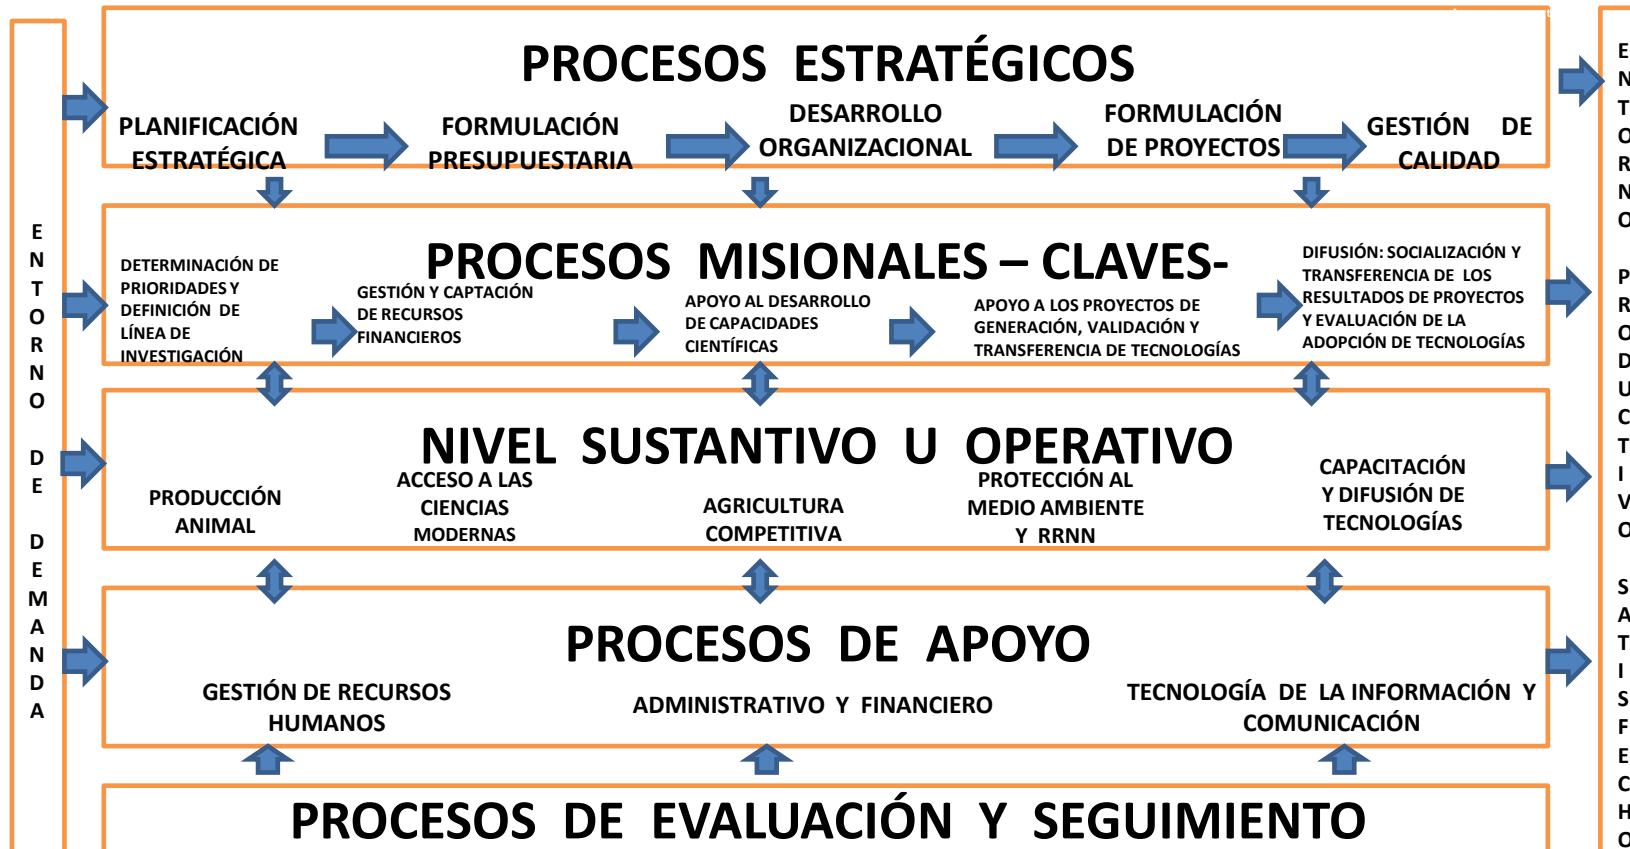 ENTORNO DE DEMANDA
PROCESOS ESTRATÉGICOS
PLANIFICACIÓN
ESTRATÉGICA
FORMULACIÓN
PRESUPUESTARIA
DESARROLLO
ORGANIZACIONAL
FORMULACIÓN
DE PROYECTOS
GESTIÓN DE
CALIDAD
PROCESOS MISIONALES – CLAVES-
DETERMINACIÓN DE
PRIORIDADES Y
DEFINICIÓN DE
LÍNEA DE
INVESTIGACIÓN
GESTIÓN Y CAPTACIÓN
DE RECURSOS
FINANCIEROS
APOYO AL DESARROLLO
DE CAPACIDADES
CIENTÍFICAS
APOYO A LOS PROYECTOS DE
GENERACIÓN, VALIDACIÓN Y
TRANSFERENCIA DE TECNOLOGÍAS
DIFUSIÓN: SOCIALIZACIÓN Y
TRANSFERENCIA DE LOS
RESULTADOS DE PROYECTOS
Y EVALUACIÓN DE LA
ADOPCIÓN DE TECNOLOGÍAS
NIVEL SUSTANTIVO U OPERATIVO
PRODUCCIÓN
ANIMAL
ACCESO A LAS
CIENCIAS
MODERNAS
AGRICULTURA
COMPETITIVA
PROTECCIÓN AL
MEDIO AMBIENTE
Y RRNN
CAPACITACIÓN
Y DIFUSIÓN DE
TECNOLOGÍAS
PROCESOS DE APOYO
GESTIÓN DE RECURSOS
HUMANOS
ADMINISTRATIVO Y FINANCIERO
TECNOLOGÍA DE LA INFORMACIÓN Y
COMUNICACIÓN
PROCESOS DE EVALUACIÓN Y SEGUIMIENTO
ENTORNO PRODUCTIVO SATISFECHO